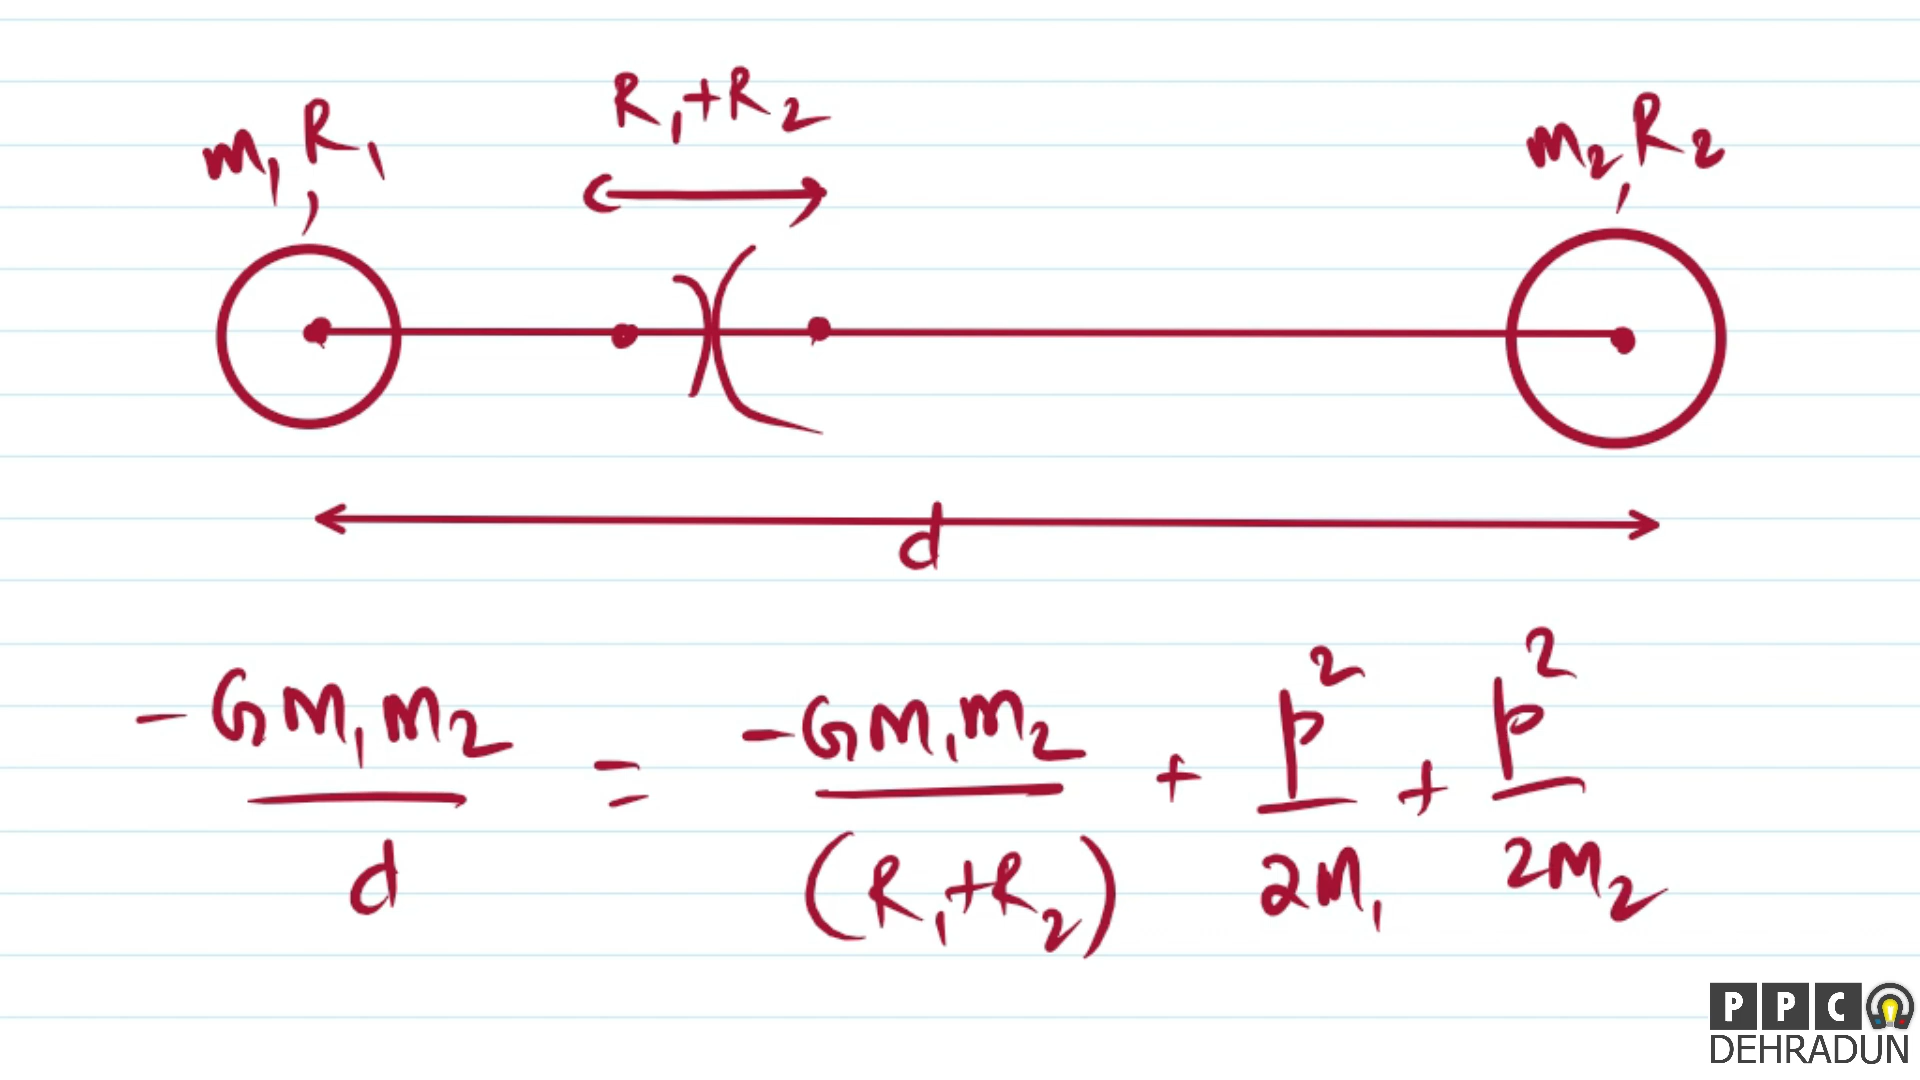 R₁+R₂
m₁, R₁
m₂, R₂
d
-Gm₁m₂/d = -Gm₁m₂/(R₁+R₂) + p²/2m₁ + p²/2m₂
PPC
DEHRADUN